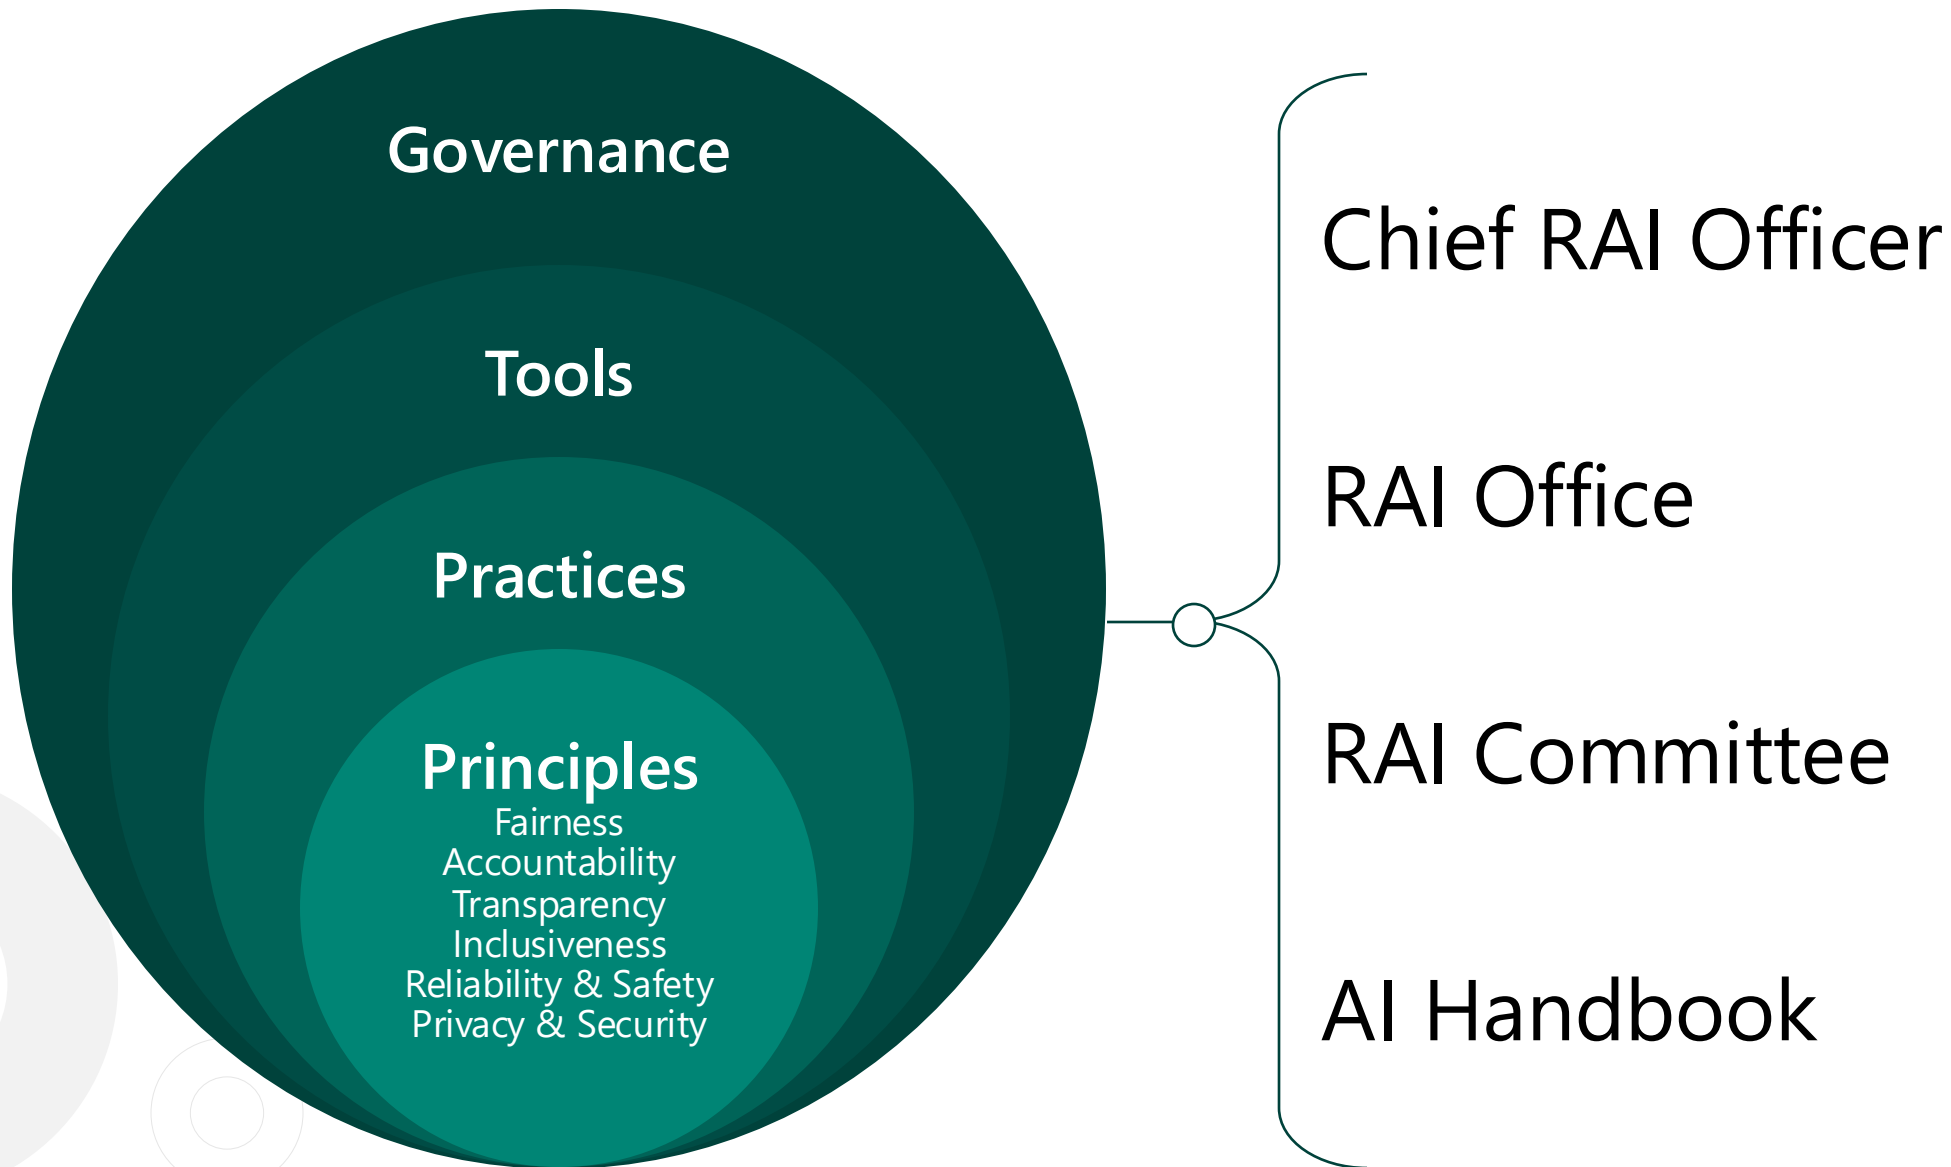 Governance
Tools
Practices
Principles
Fairness
Accountability
Transparency
Inclusiveness
Reliability & Safety
Privacy & Security
Chief RAI Officer
RAI Office
RAI Committee
AI Handbook